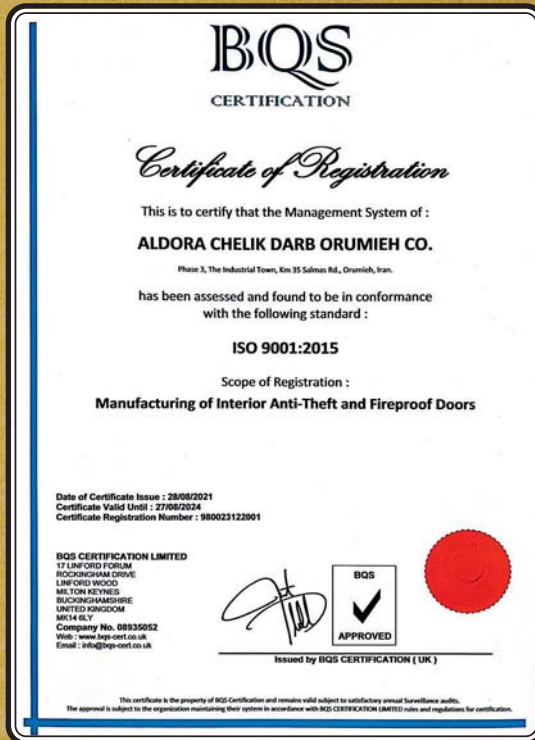 BQS
CERTIFICATION
Certificate of Registration
This is to certify that the Management System of :
ALDORA CHELIK DARB ORUMIEH CO.
Phase 3, The Industrial Town, Km 35 Salmas Rd., Orumieh, Iran.
has been assessed and found to be in conformance
with the following standard :
ISO 9001:2015
Scope of Registration :
Manufacturing of Interior Anti-Theft and Fireproof Doors
Date of Certificate Issue : 28/08/2021
Certificate Valid Until : 27/08/2024
Certificate Registration Number : 980023122001
BQS CERTIFICATION LIMITED
17 LINFORD FORUM
ROCKINGHAM DRIVE
LINFORD WOOD
MILTON KEYNES
BUCKINGHAMSHIRE
UNITED KINGDOM
MK14 6LY
Company No. 08935052
Web : www.bqs-cert.co.uk
Email : info@bqs-cert.co.uk
BQS
APPROVED
Issued by BQS CERTIFICATION ( UK )
This certificate is the property of BQS Certification and remains valid subject to satisfactory annual Surveillance audits.
The approval is subject to the organization maintaining their system in accordance with BQS CERTIFICATION LIMITED rules and regulations for certification.